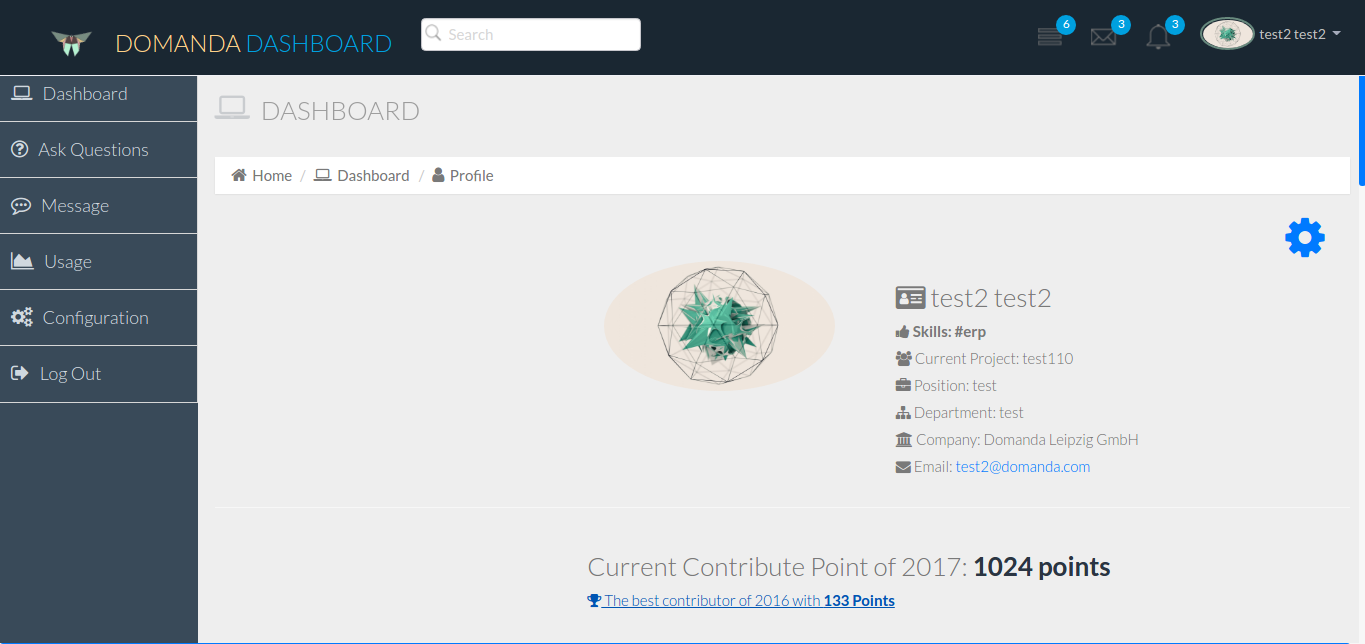 DOMANDA DASHBOARD
Search
6
3
3
test2 test2
Dashboard
Ask Questions
Message
Usage
Configuration
Log Out
DASHBOARD
Home / Dashboard / Profile
test2 test2
Skills: #erp
Current Project: test110
Position: test
Department: test
Company: Domanda Leipzig GmbH
Email: test2@domanda.com
Current Contribute Point of 2017: 1024 points
The best contributor of 2016 with 133 Points